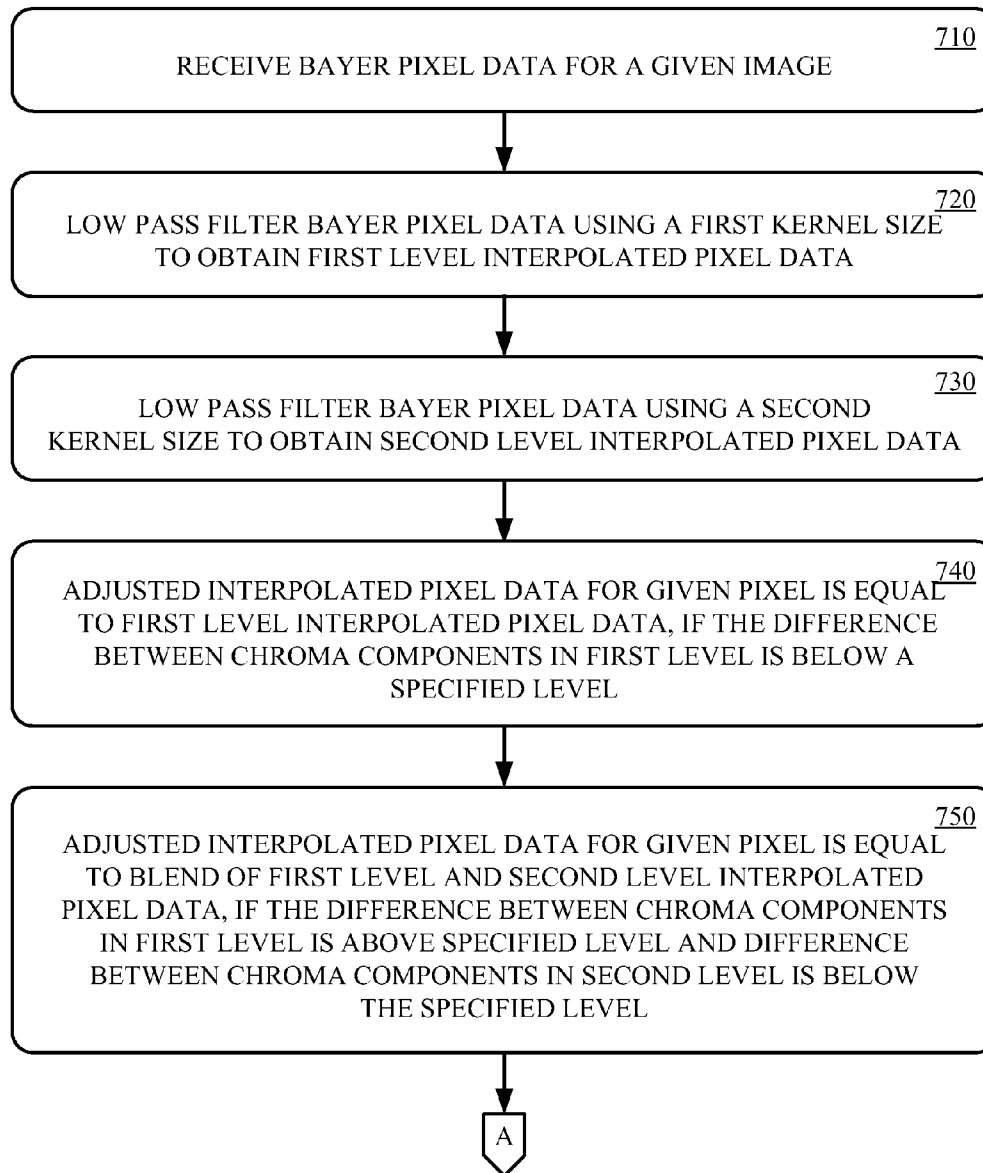 710
RECEIVE BAYER PIXEL DATA FOR A GIVEN IMAGE
720
LOW PASS FILTER BAYER PIXEL DATA USING A FIRST KERNEL SIZE
TO OBTAIN FIRST LEVEL INTERPOLATED PIXEL DATA
730
LOW PASS FILTER BAYER PIXEL DATA USING A SECOND
KERNEL SIZE TO OBTAIN SECOND LEVEL INTERPOLATED PIXEL DATA
740
ADJUSTED INTERPOLATED PIXEL DATA FOR GIVEN PIXEL IS EQUAL
TO FIRST LEVEL INTERPOLATED PIXEL DATA, IF THE DIFFERENCE
BETWEEN CHROMA COMPONENTS IN FIRST LEVEL IS BELOW A
SPECIFIED LEVEL
750
ADJUSTED INTERPOLATED PIXEL DATA FOR GIVEN PIXEL IS EQUAL
TO BLEND OF FIRST LEVEL AND SECOND LEVEL INTERPOLATED
PIXEL DATA, IF THE DIFFERENCE BETWEEN CHROMA COMPONENTS
IN FIRST LEVEL IS ABOVE SPECIFIED LEVEL AND DIFFERENCE
BETWEEN CHROMA COMPONENTS IN SECOND LEVEL IS BELOW
THE SPECIFIED LEVEL
A